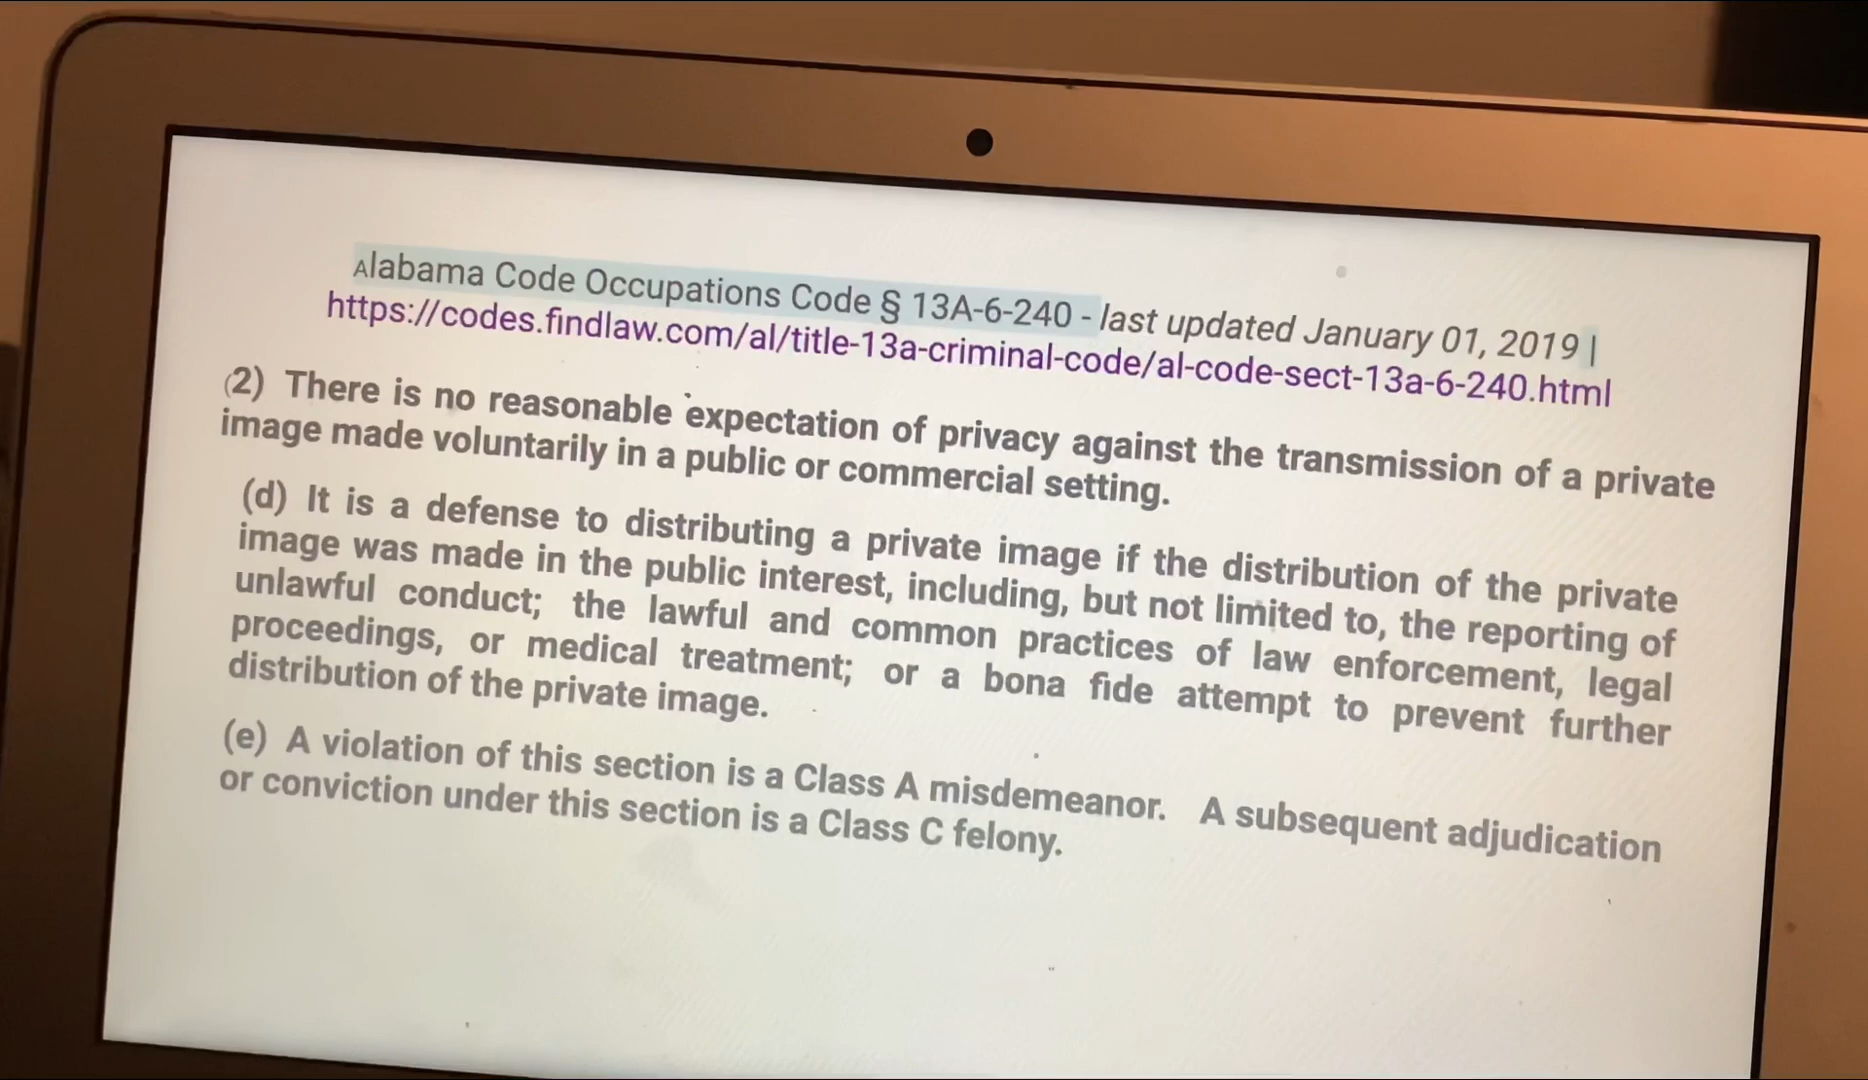 Alabama Code Occupations Code § 13A-6-240 - last updated January 01, 2019 |
https://codes.findlaw.com/al/title-13a-criminal-code/al-code-sect-13a-6-240.html
(2) There is no reasonable expectation of privacy against the transmission of a private
image made voluntarily in a public or commercial setting.
(d) It is a defense to distributing a private image if the distribution of the private
image was made in the public interest, including, but not limited to, the reporting of
unlawful conduct; the lawful and common practices of law enforcement, legal
proceedings, or medical treatment; or a bona fide attempt to prevent further
distribution of the private image.
(e) A violation of this section is a Class A misdemeanor. A subsequent adjudication
or conviction under this section is a Class C felony.